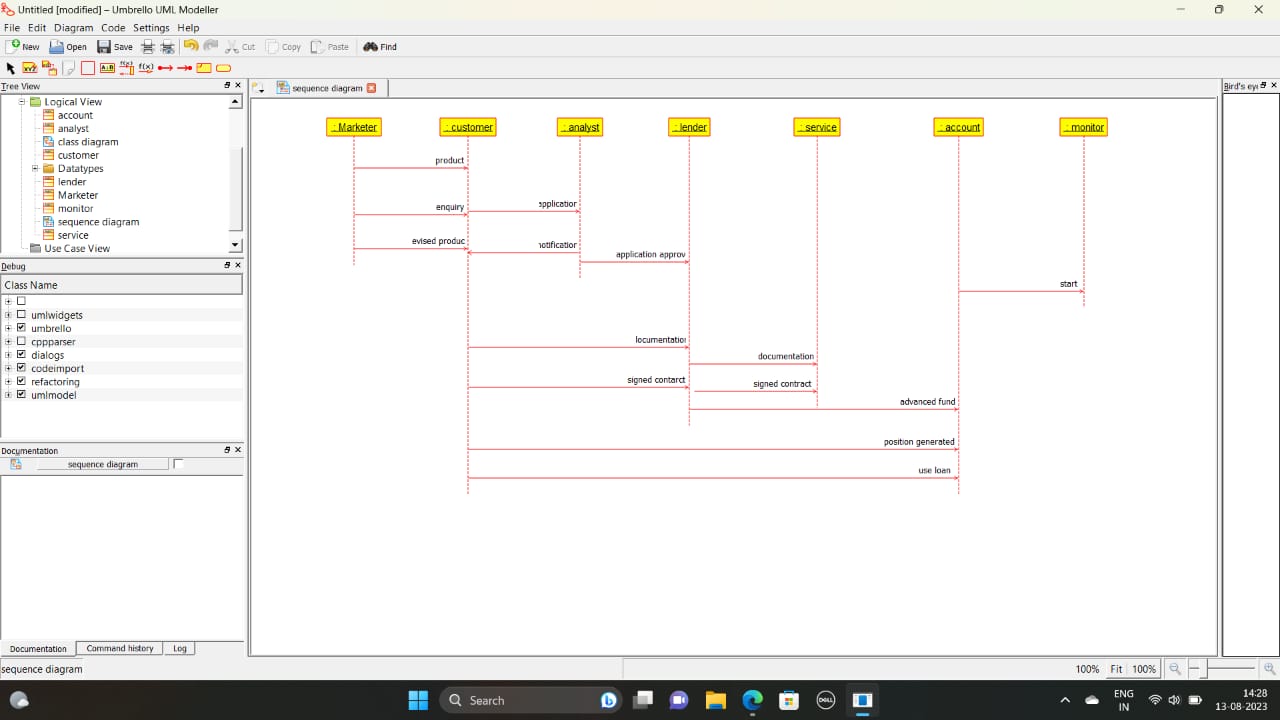 Untitled [modified] – Umbrello UML Modeller
File Edit Diagram Code Settings Help
New Open Save Cut Copy Paste Find
Tree View
Logical View
account
analyst
class diagram
customer
Datatypes
lender
Marketer
monitor
sequence diagram
service
Use Case View
Debug
Class Name
umlwidgets
umbrello
cppparser
dialogs
codeimport
refactoring
umlmodel
Documentation
sequence diagram
Documentation Command history Log
sequence diagram
sequence diagram
: Marketer : customer : analyst : lender : service : account : monitor
product
enquiry
application
evised produc
notification
application approv
start
locumentation
documentation
signed contarct
signed contract
advanced fund
position generated
use loan
Bird's eye
100% Fit 100%
Search
DELL
ENG
IN
14:28
13-08-2023